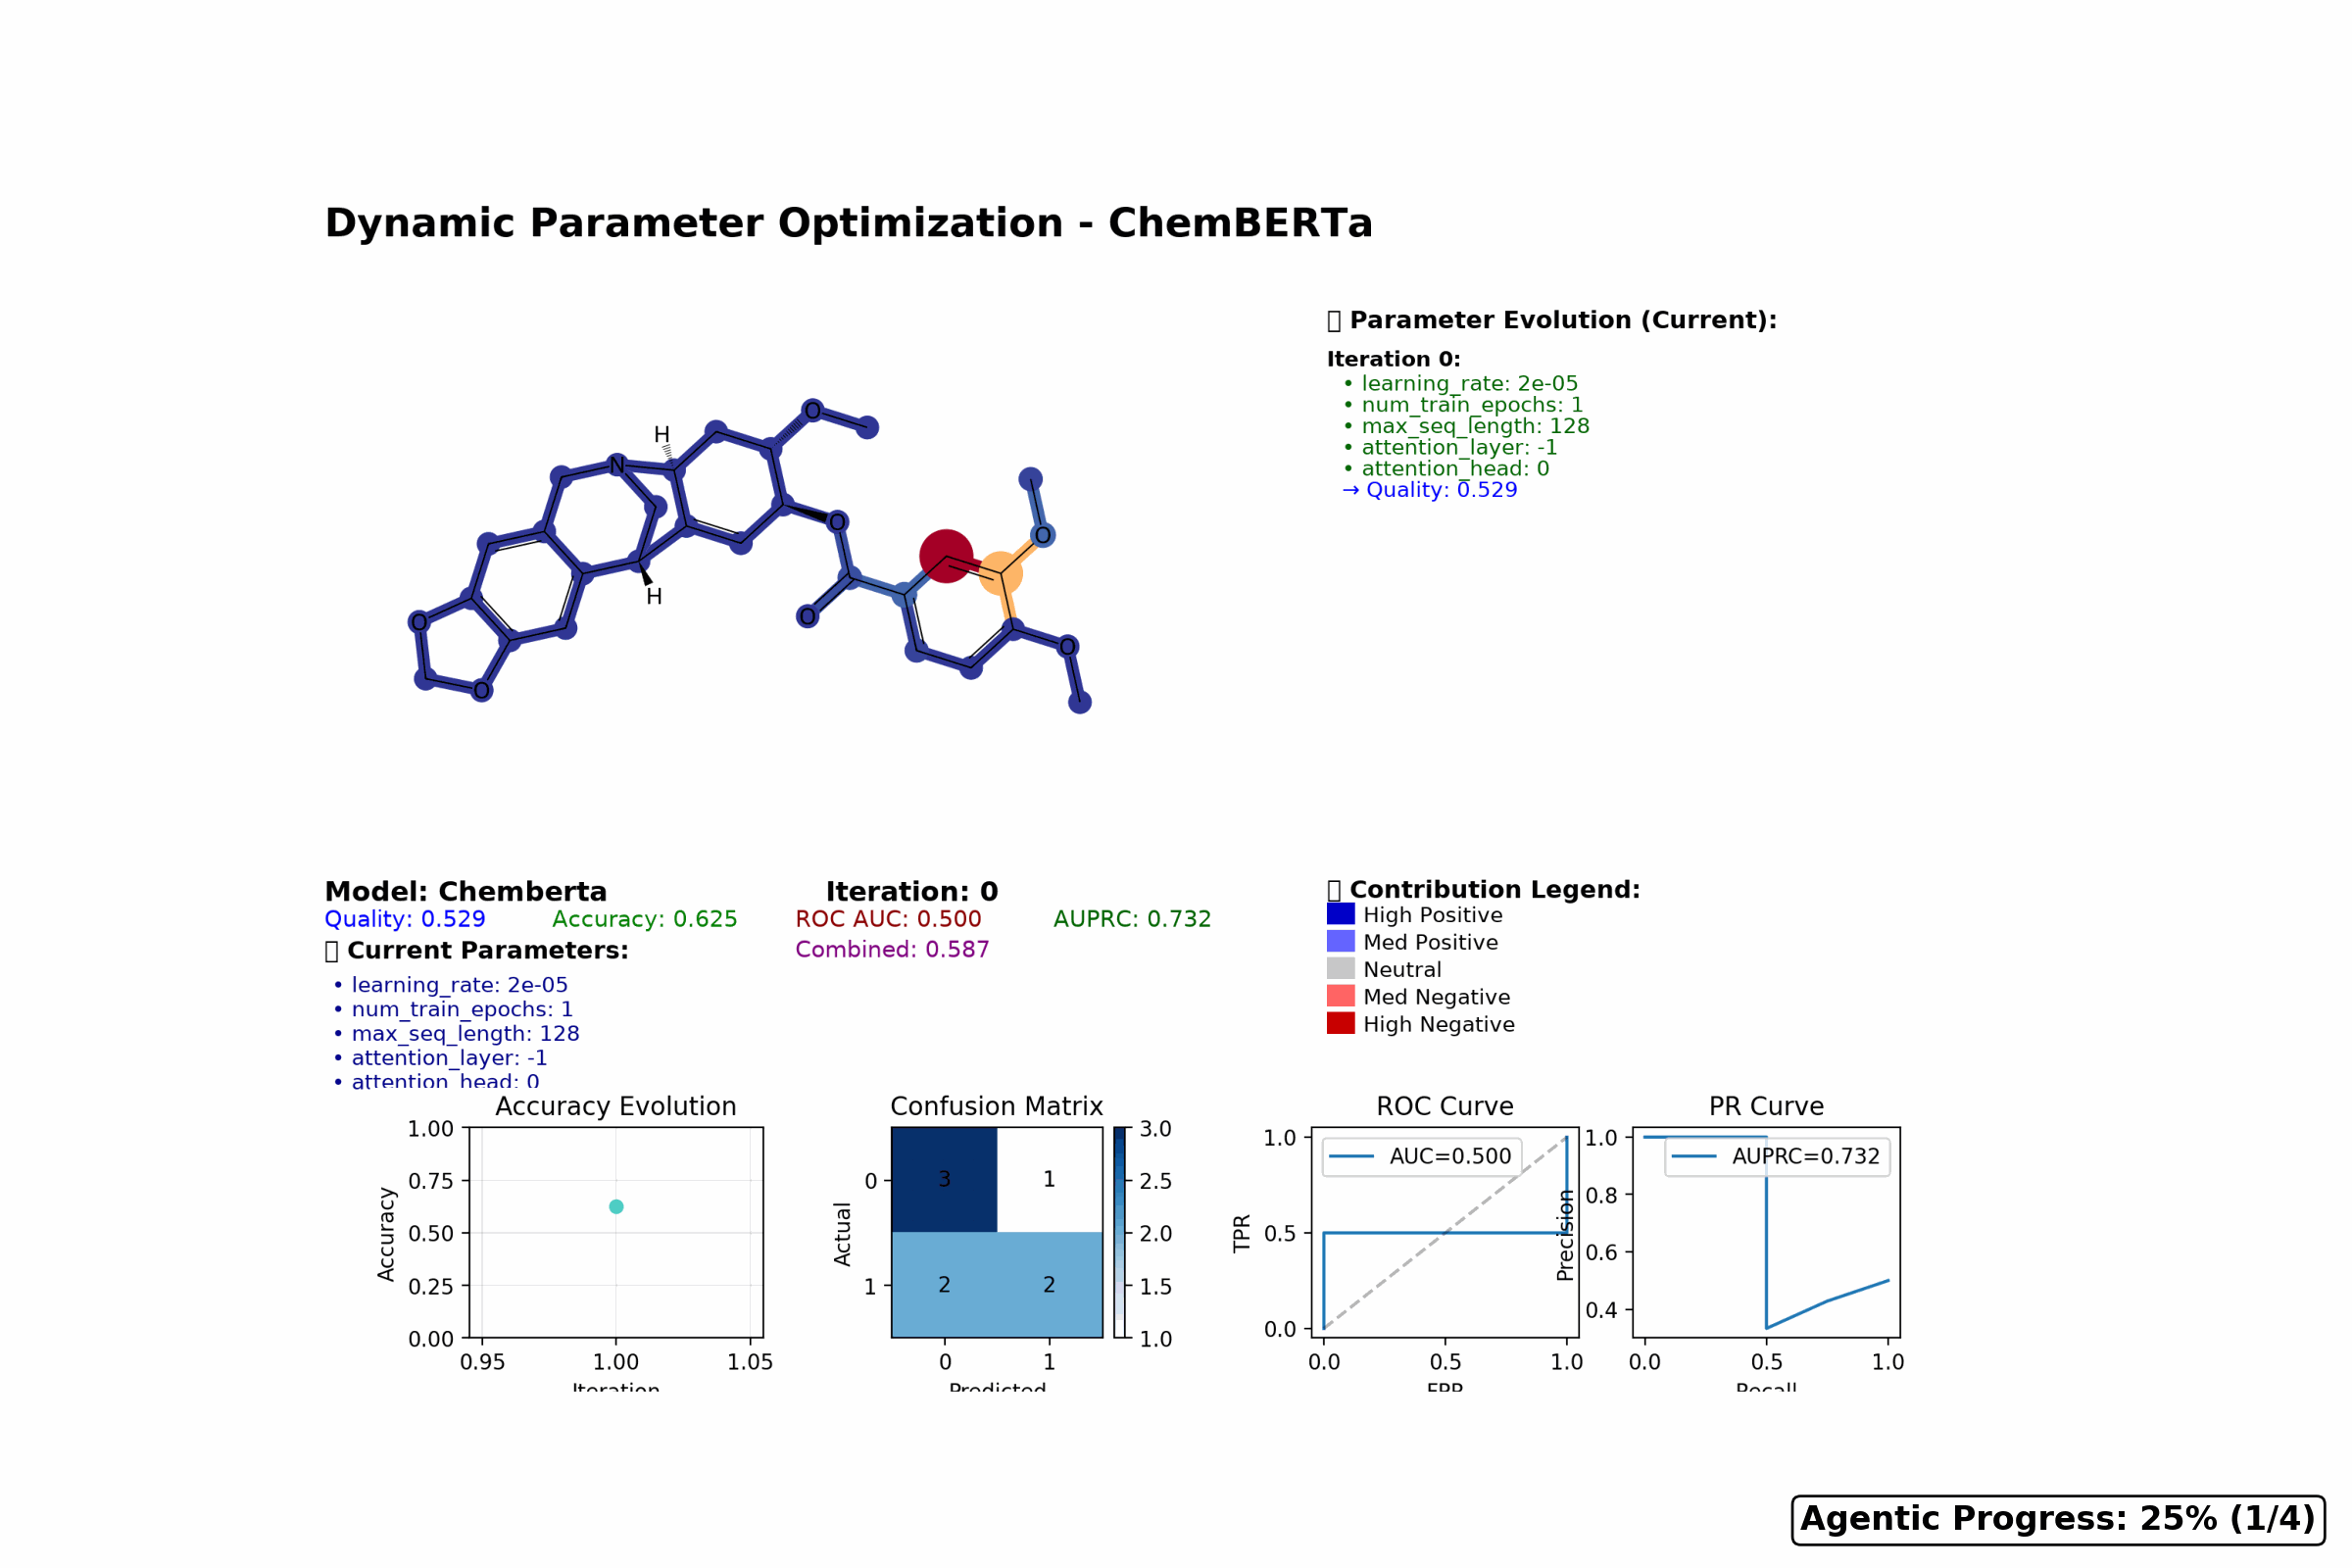 Dynamic Parameter Optimization - ChemBERTa
Parameter Evolution (Current):
Iteration 0:
• learning_rate: 2e-05
• num_train_epochs: 1
• max_seq_length: 128
• attention_layer: -1
• attention_head: 0
→ Quality: 0.529
O
H
N
O
O
H
O
O
O
O
Model: Chemberta
Iteration: 0
Quality: 0.529
Accuracy: 0.625
ROC AUC: 0.500
AUPRC: 0.732
Current Parameters:
Combined: 0.587
• learning_rate: 2e-05
• num_train_epochs: 1
• max_seq_length: 128
• attention_layer: -1
• attention_head: 0
Contribution Legend:
High Positive
Med Positive
Neutral
Med Negative
High Negative
Accuracy Evolution
Accuracy
1.00
0.75
0.50
0.25
0.00
0.95 1.00 1.05
Iteration
Confusion Matrix
Actual
0
1
3 1
2 2
0 1
Predicted
3.0
2.5
2.0
1.5
1.0
ROC Curve
TPR
1.0
0.5
0.0
AUC=0.500
0.0 0.5 1.0
FPR
PR Curve
Precision
1.0
0.8
0.6
0.4
AUPRC=0.732
0.0 0.5 1.0
Recall
Agentic Progress: 25% (1/4)